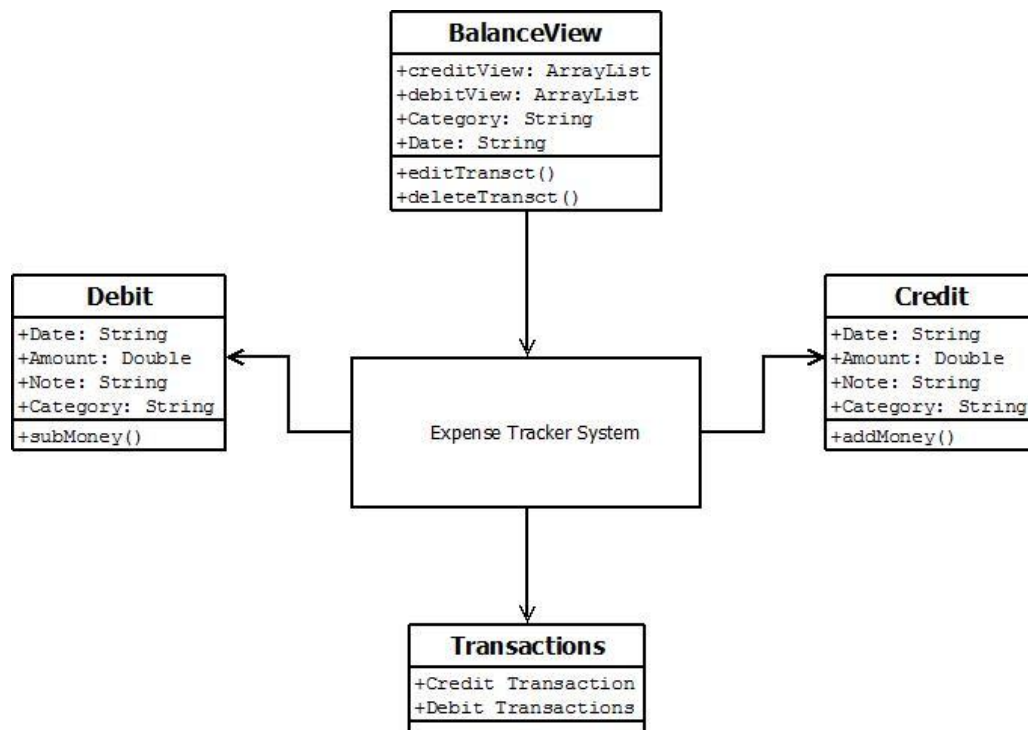 BalanceView
+creditView: ArrayList
+debitView: ArrayList
+Category: String
+Date: String
+editTransct()
+deleteTransct()
Debit
+Date: String
+Amount: Double
+Note: String
+Category: String
+subMoney()
Expense Tracker System
Credit
+Date: String
+Amount: Double
+Note: String
+Category: String
+addMoney()
Transactions
+Credit Transaction
+Debit Transactions